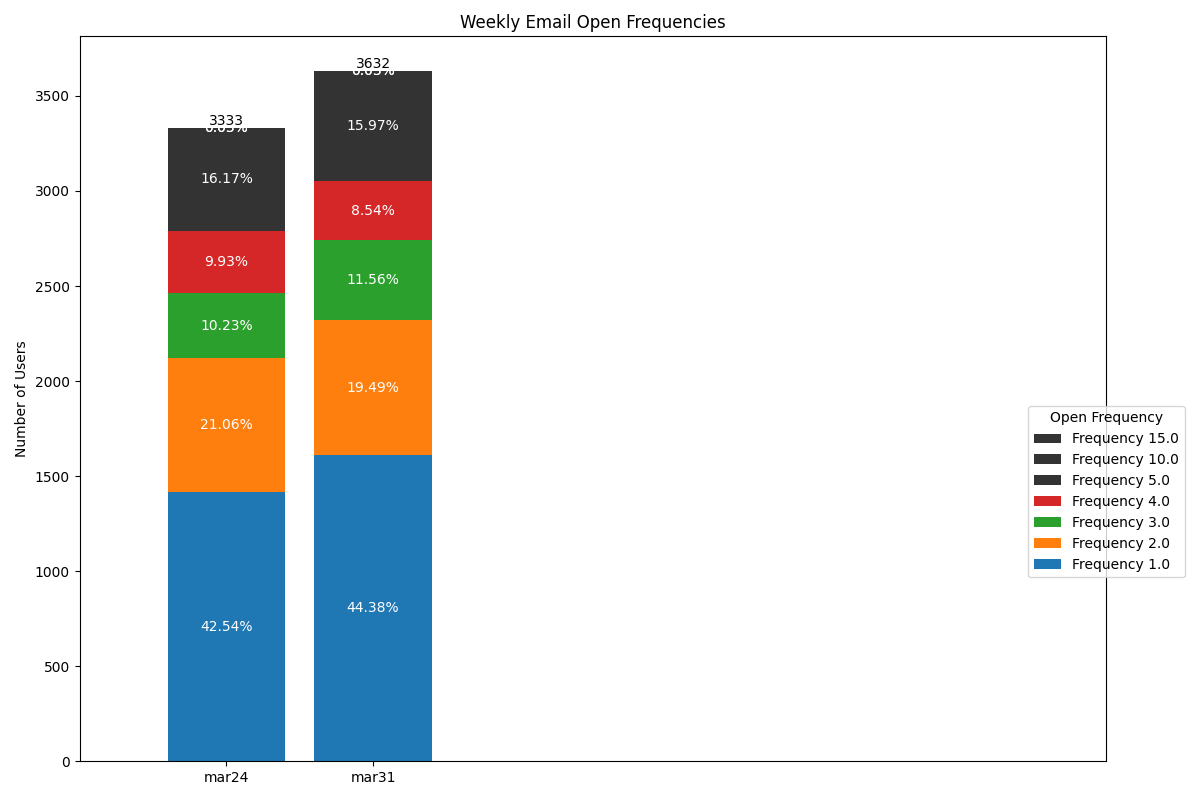 Weekly Email Open Frequencies
Number of Users
3500
3000
2500
2000
1500
1000
500
0
3333
16.17%
9.93%
10.23%
21.06%
42.54%
3632
15.97%
8.54%
11.56%
19.49%
44.38%
mar24
mar31
Open Frequency
Frequency 15.0
Frequency 10.0
Frequency 5.0
Frequency 4.0
Frequency 3.0
Frequency 2.0
Frequency 1.0